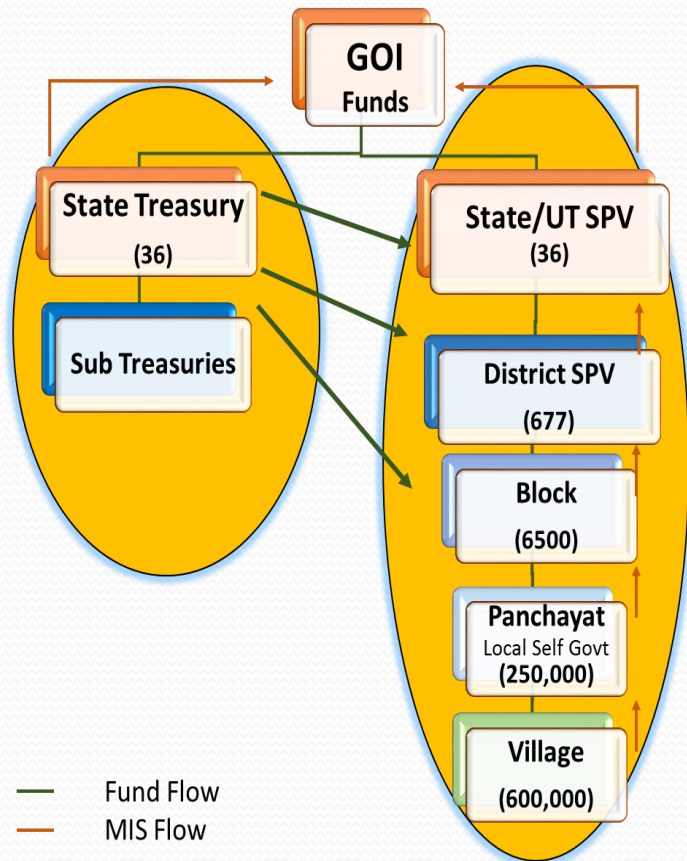 GOI
Funds
State Treasury
(36)
Sub Treasuries
State/UT SPV
(36)
District SPV
(677)
Block
(6500)
Panchayat
Local Self Govt
(250,000)
Village
(600,000)
Fund Flow
MIS Flow